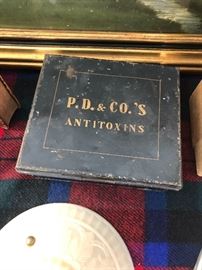 P.D. & CO.'S
ANTITOXINS